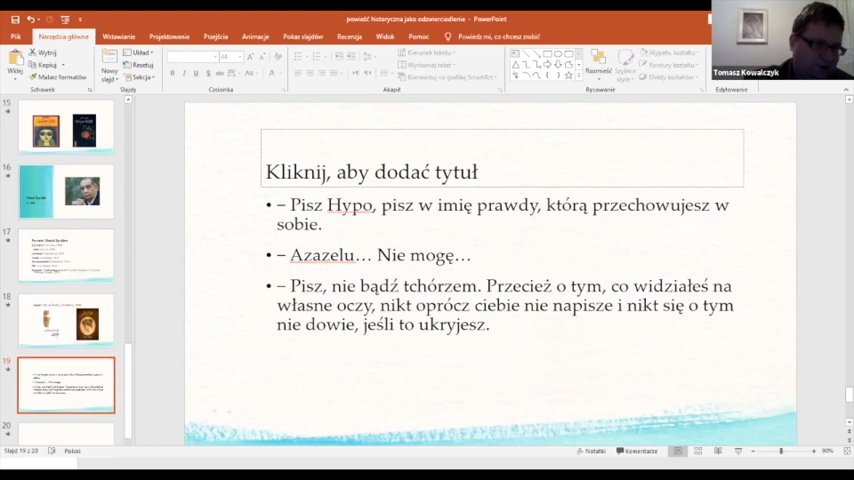 powieść historyczna jako odzwierciedlenie - PowerPoint
Plik Narzędzia główne Wstawianie Projektowanie Przejścia Animacje Pokaz slajdów Recenzja Widok Pomoc Powiedz mi, co chcesz zrobić
Tomasz Kowalczyk
Wklej
Wytnij
Kopiuj
Malarz formatów
Schowek
Nowy slajd
Układ
Resetuj
Sekcja
Slajdy
44
Czcionka
Kierunek tekstu
Wyrównaj tekst
Konwertuj na grafikę SmartArt
Akapit
Rozmieść
Szybkie style
Wypełn. kształtu
Kontury kształtu
Efekty kształtów
Rysowanie
Edytowanie
15
16
17
18
19
20
Kliknij, aby dodać tytuł
• – Pisz Hypo, pisz w imię prawdy, którą przechowujesz w
sobie.
• – Azazelu… Nie mogę…
• – Pisz, nie bądź tchórzem. Przecież o tym, co widziałeś na
własne oczy, nikt oprócz ciebie nie napisze i nikt się o tym
nie dowie, jeśli to ukryjesz.
Slajd 19 z 20 Polski Notatki Komentarze 90%